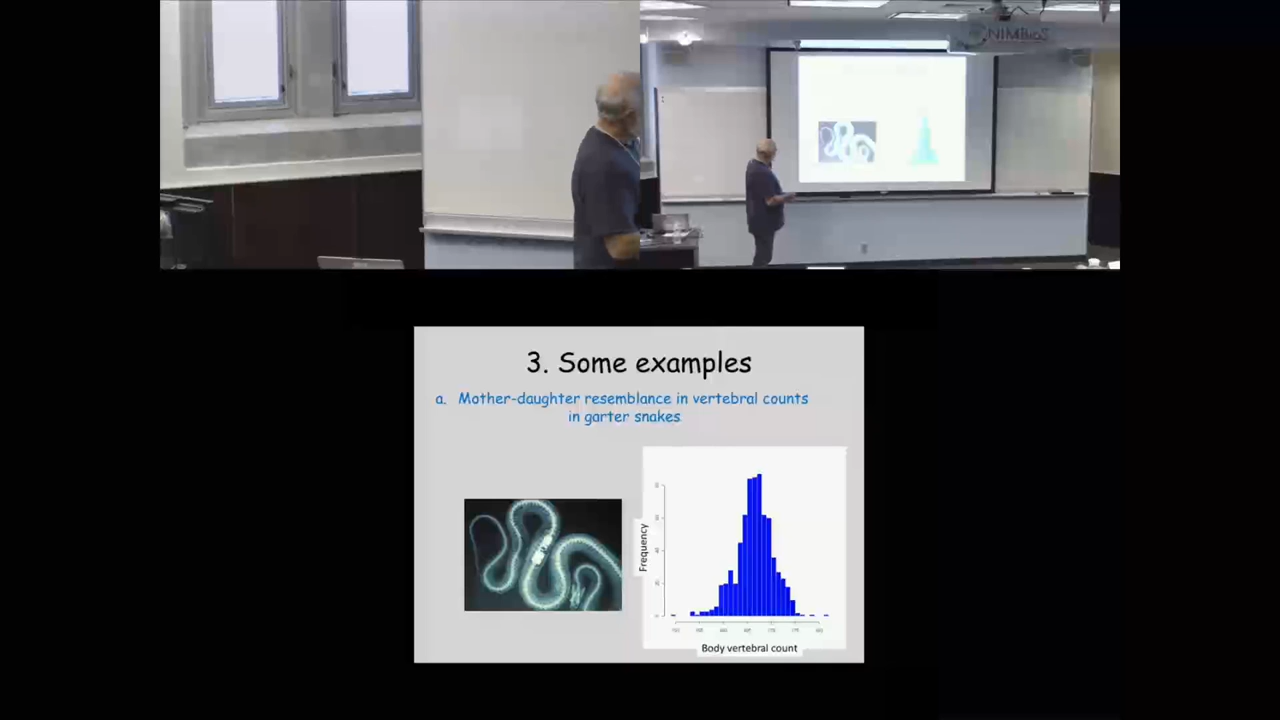 NIMBioS
3. Some examples
a. Mother-daughter resemblance in vertebral counts
in garter snakes
Frequency
Body vertebral count